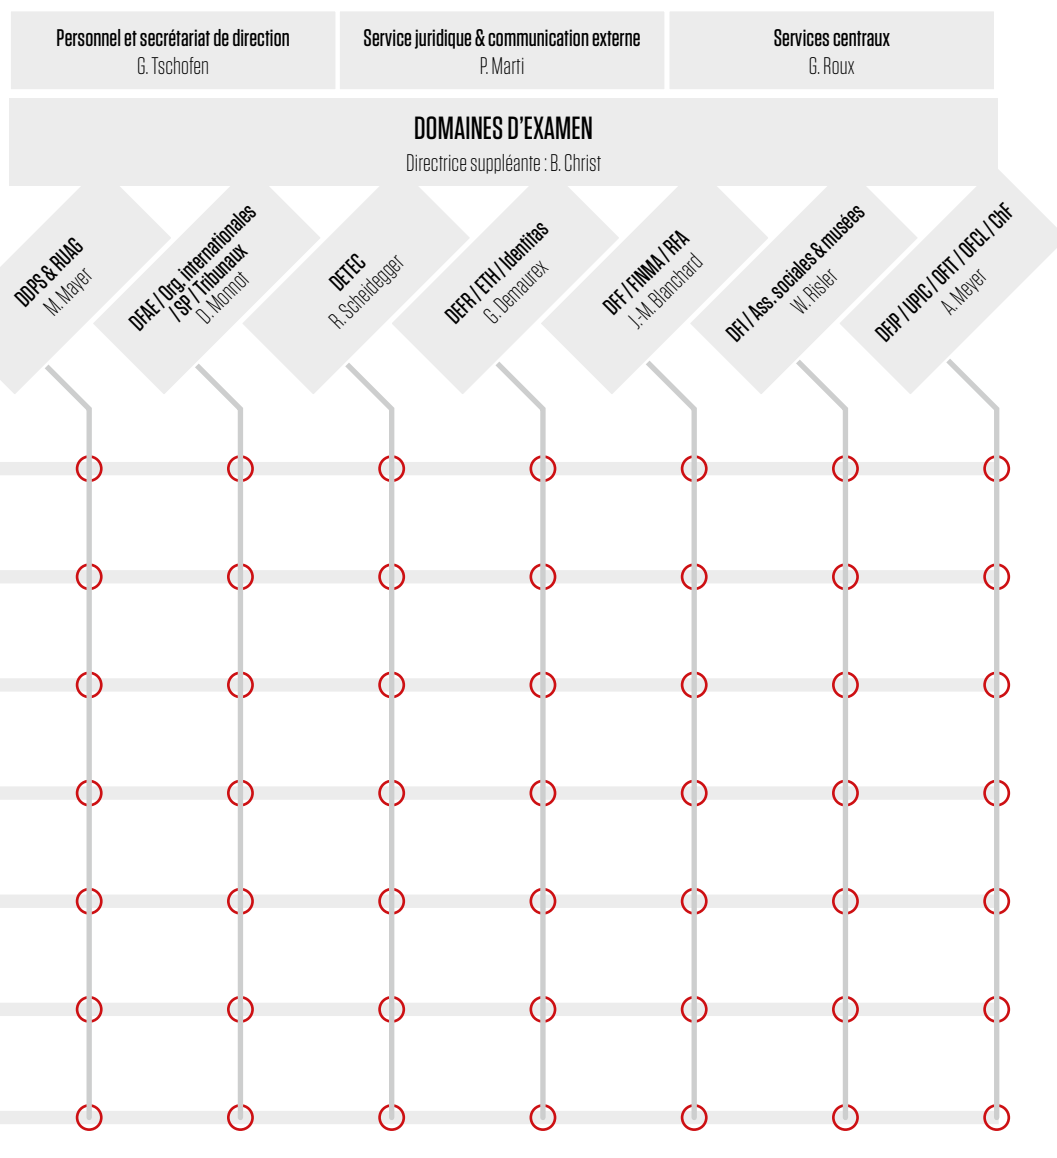 Personnel et secrétariat de direction
G. Tschofen
Service juridique & communication externe
P. Marti
Services centraux
G. Roux
DOMAINES D’EXAMEN
Directrice suppléante : B. Christ
DDPS & RUAG
M. Mayer
DFAE / Org. internationales
/ SP / Tribunaux
D. Monnot
DETEC
R. Scheidegger
DEFR / ETH / Identitas
G. Demaurex
DFF / FINMA / RFA
J.-M. Blanchard
DFI / Ass. sociales & musées
W. Risler
DFJP / UPIC / OFIT / OFCL / ChF
A. Meyer